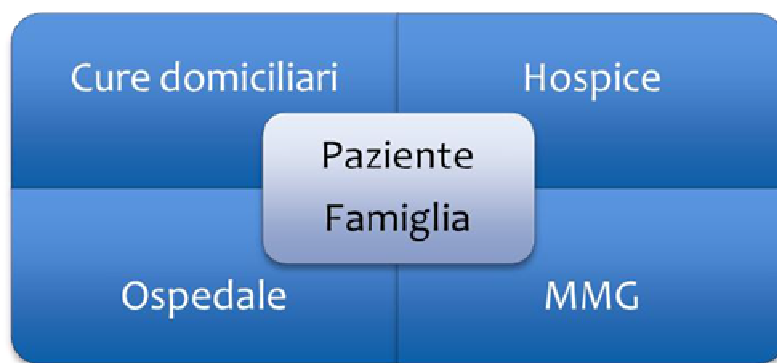 Cure domiciliari
Hospice
Paziente
Famiglia
Ospedale
MMG